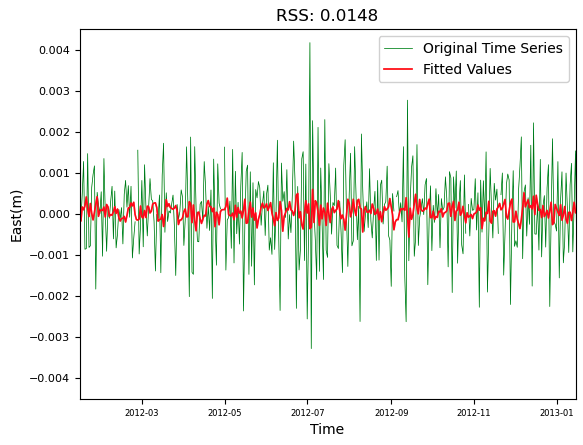 RSS: 0.0148
Original Time Series
Fitted Values
0.004
0.003
0.002
0.001
0.000
−0.001
−0.002
−0.003
−0.004
East(m)
2012-03 2012-05 2012-07 2012-09 2012-11 2013-01
Time